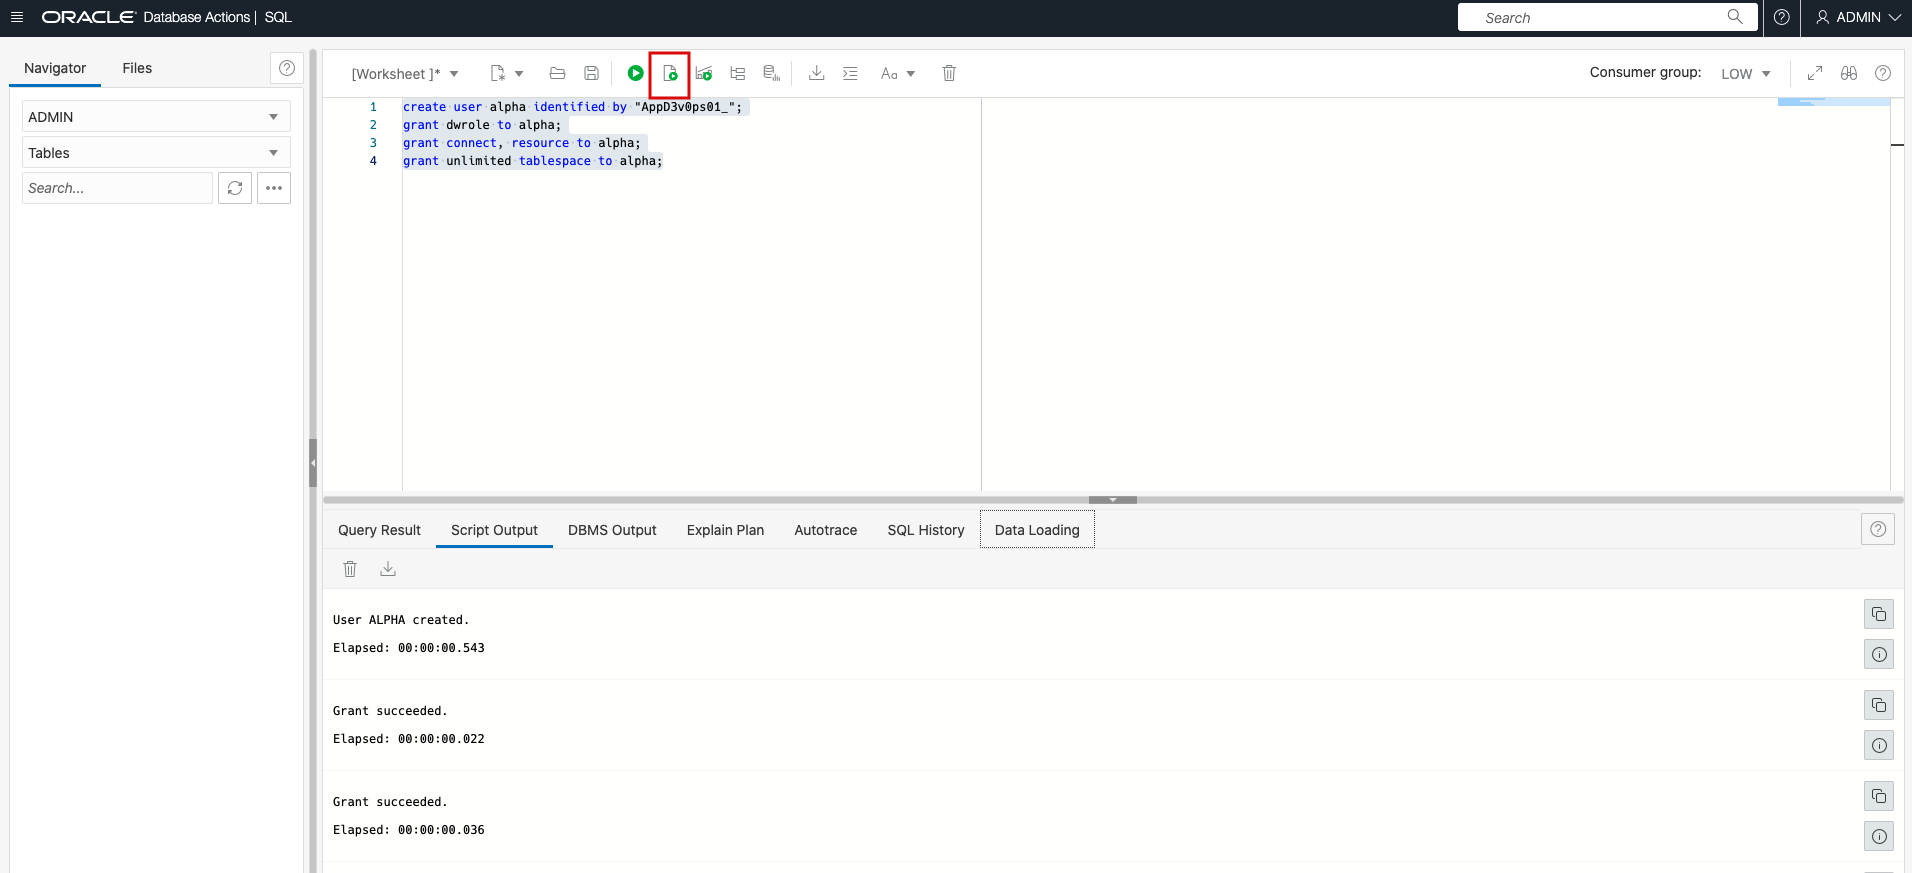 ORACLE Database Actions | SQL
Search
ADMIN
Navigator
Files
[Worksheet ]*
Aa
Consumer group:
LOW
ADMIN
Tables
Search...
1 create user alpha identified by "AppD3v0ps01_";
2 grant dwrole to alpha;
3 grant connect, resource to alpha;
4 grant unlimited tablespace to alpha;
Query Result
Script Output
DBMS Output
Explain Plan
Autotrace
SQL History
Data Loading
User ALPHA created.
Elapsed: 00:00:00.543
Grant succeeded.
Elapsed: 00:00:00.022
Grant succeeded.
Elapsed: 00:00:00.036